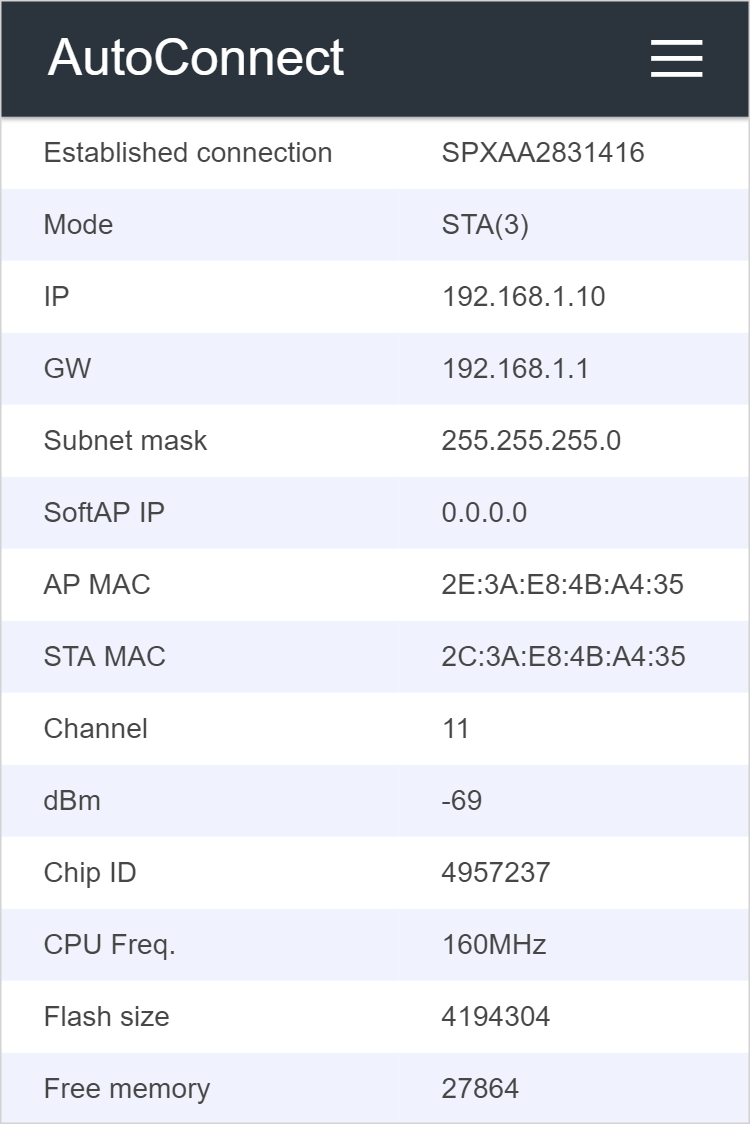 AutoConnect
Established connection SPXAA2831416
Mode STA(3)
IP 192.168.1.10
GW 192.168.1.1
Subnet mask 255.255.255.0
SoftAP IP 0.0.0.0
AP MAC 2E:3A:E8:4B:A4:35
STA MAC 2C:3A:E8:4B:A4:35
Channel 11
dBm -69
Chip ID 4957237
CPU Freq. 160MHz
Flash size 4194304
Free memory 27864